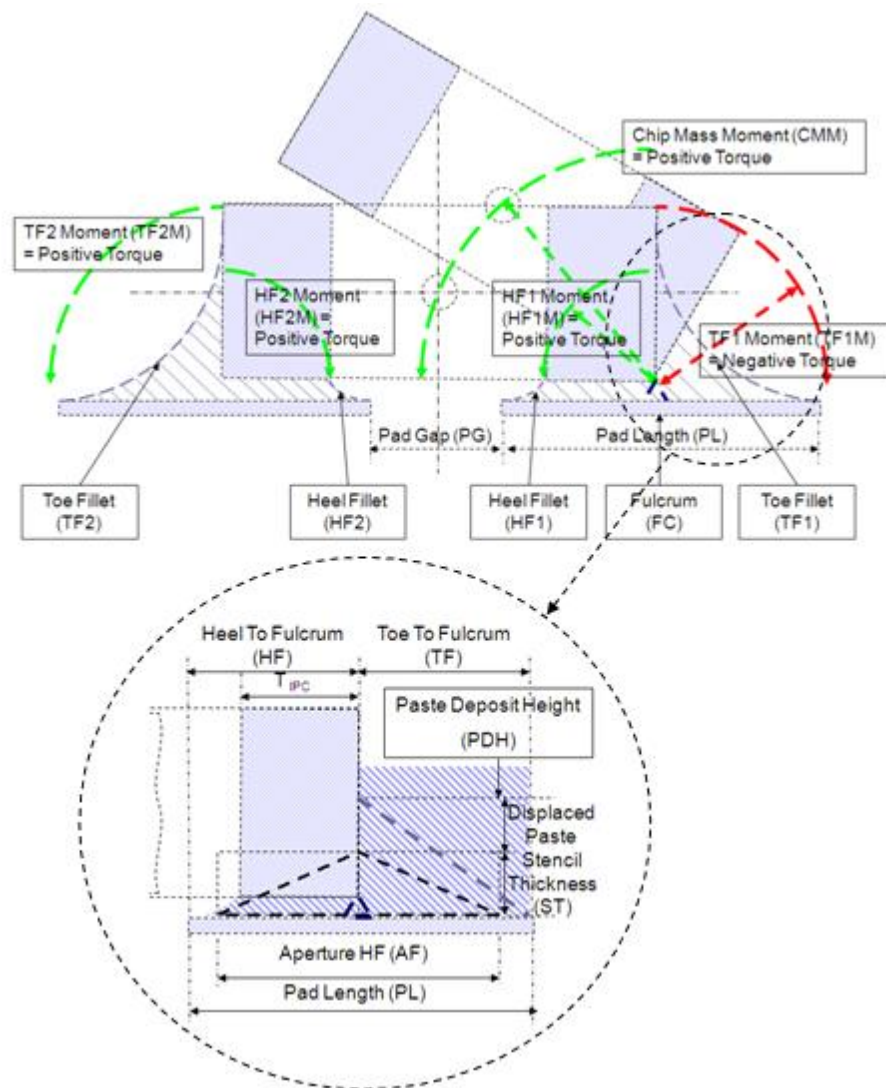 Chip Mass Moment (CMM)
= Positive Torque
TF2 Moment (TF2M)
= Positive Torque
HF2 Moment
(HF2M) =
Positive Torque
HF1 Moment
(HF1M) =
Positive Torque
TF1 Moment (TF1M)
= Negative Torque
Pad Gap (PG)
Pad Length (PL)
Toe Fillet
(TF2)
Heel Fillet
(HF2)
Heel Fillet
(HF1)
Fulcrum
(FC)
Toe Fillet
(TF1)
Heel To Fulcrum
(HF)
Toe To Fulcrum
(TF)
T IPC
Paste Deposit Height
(PDH)
Displaced
Paste
Stencil
Thickness
(ST)
Aperture HF (AF)
Pad Length (PL)